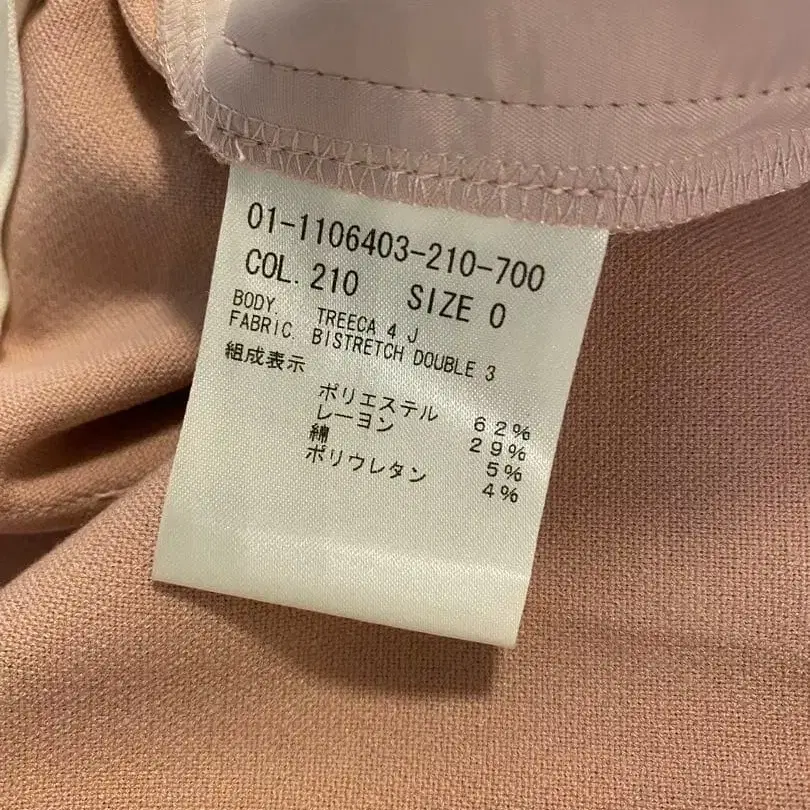 01-1106403-210-700
COL. 210 SIZE 0
BODY. TREECA 4 J
FABRIC. BISTRETCH DOUBLE 3
組成表示
ポリエステル 62%
レーヨン 29%
綿 5%
ポリウレタン 4%